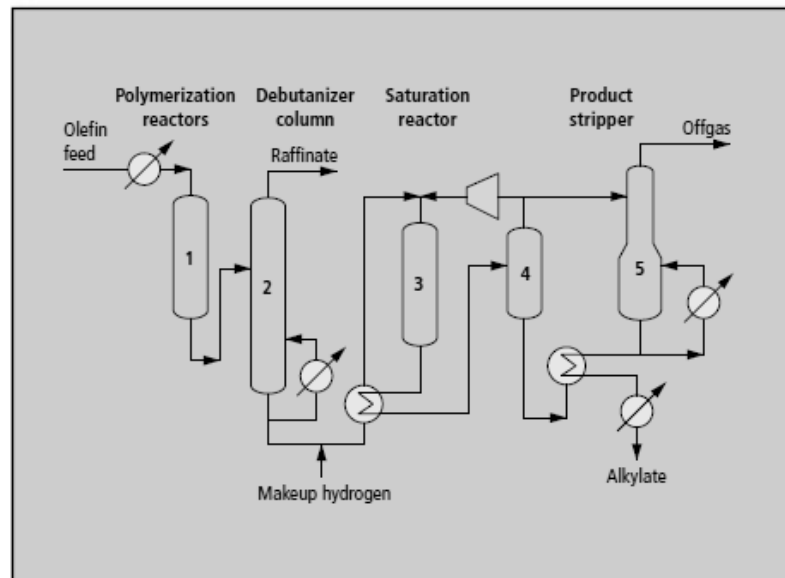 Polymerization
reactors
Debutanizer
column
Saturation
reactor
Product
stripper
Olefin
feed
Raffinate
Offgas
1
2
3
4
5
Makeup hydrogen
Alkylate